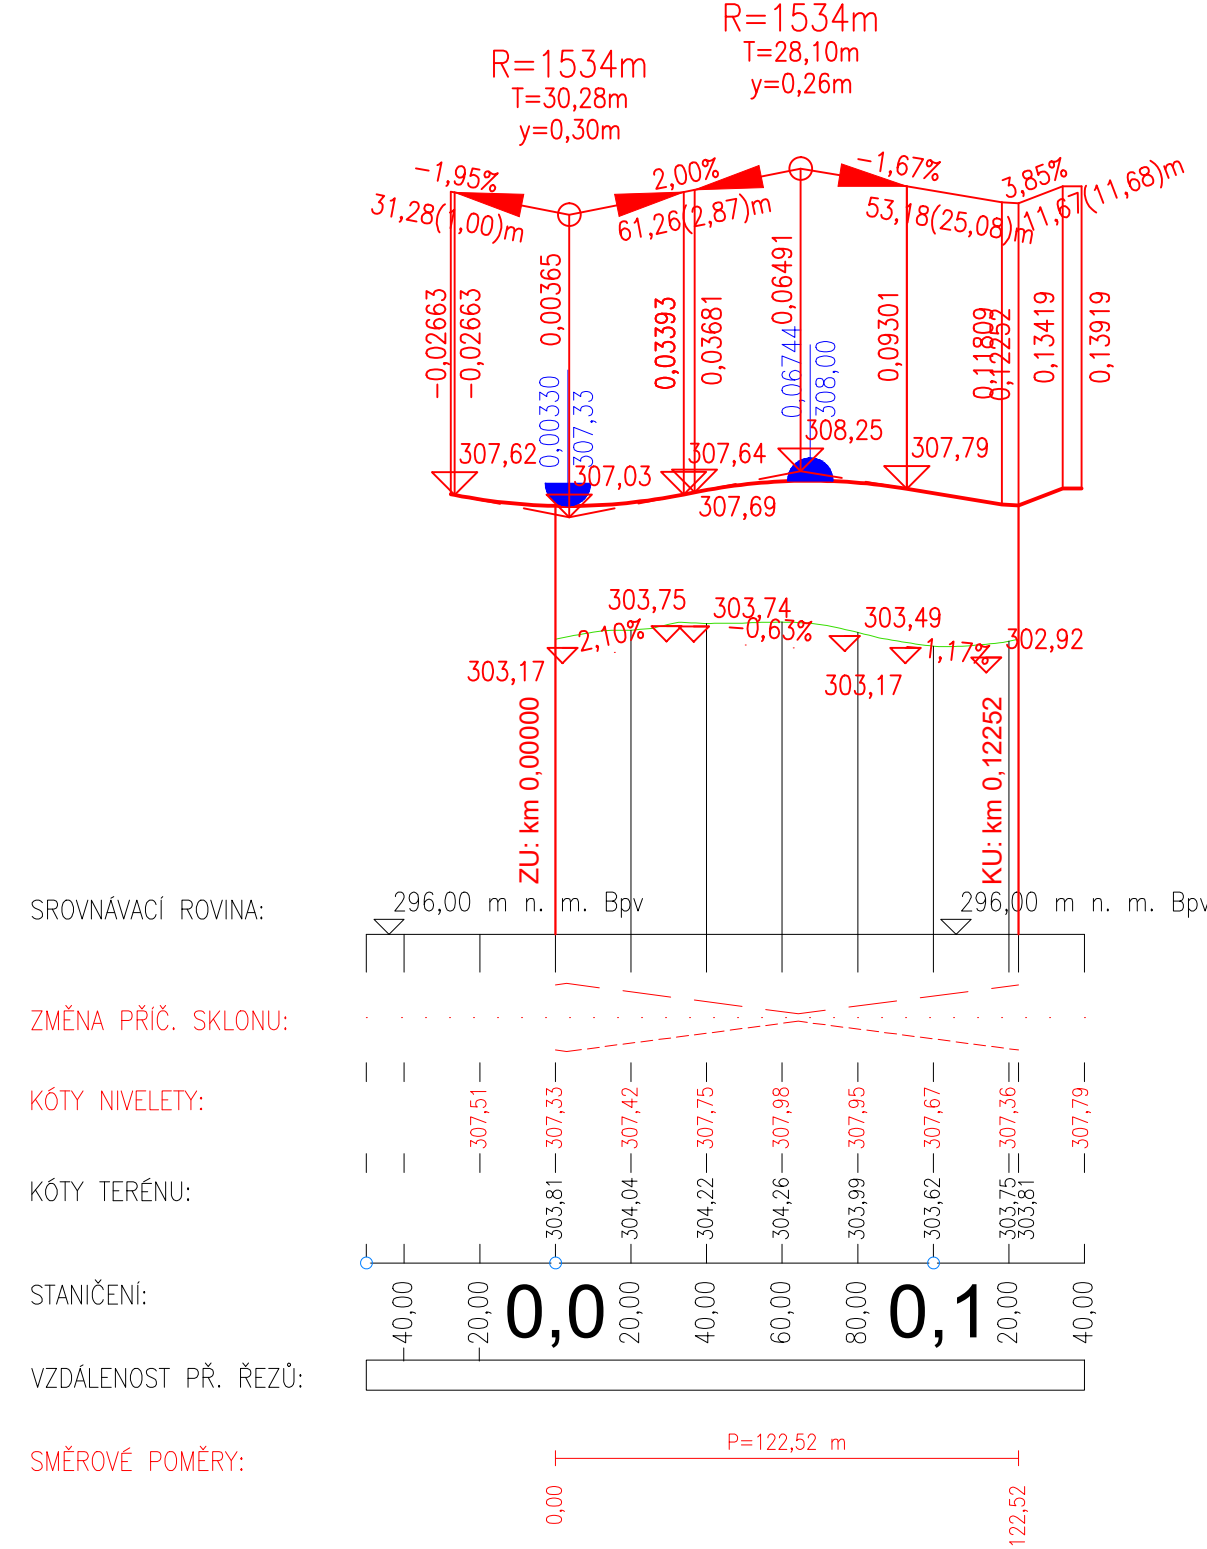 R=1534m
T=28,10m
y=0,26m
R=1534m
T=30,28m
y=0,30m
-1,95%
31,28(1,00)m
2,00%
61,26(2,87)m
-1,67%
53,18(25,08)m
3,85%
11,67(11,68)m
-0,02663
-0,02663
0,00365
0,03393
0,03681
0,06491
0,09301
0,11809
0,12252
0,13419
0,13919
0,00330
307,33
0,06744
308,00
307,62
307,03
307,64
308,25
307,79
307,69
303,75
303,74
303,49
302,92
2,10%
-0,63%
1,17%
303,17
303,17
ZU: km 0,00000
KU: km 0,12252
SROVNÁVACÍ ROVINA:
296,00 m n. m. Bpv
296,00 m n. m. Bpv
ZMĚNA PŘÍČ. SKLONU:
KÓTY NIVELETY:
307,51
307,33
307,42
307,75
307,98
307,95
307,67
307,36
307,79
KÓTY TERÉNU:
303,81
304,04
304,22
304,26
303,99
303,62
303,75
303,81
STANIČENÍ:
-40,00
-20,00
0,0
20,00
40,00
60,00
80,00
0,1
20,00
40,00
VZDÁLENOST PŘ. ŘEZŮ:
SMĚROVÉ POMĚRY:
P=122,52 m
0,00
122,52